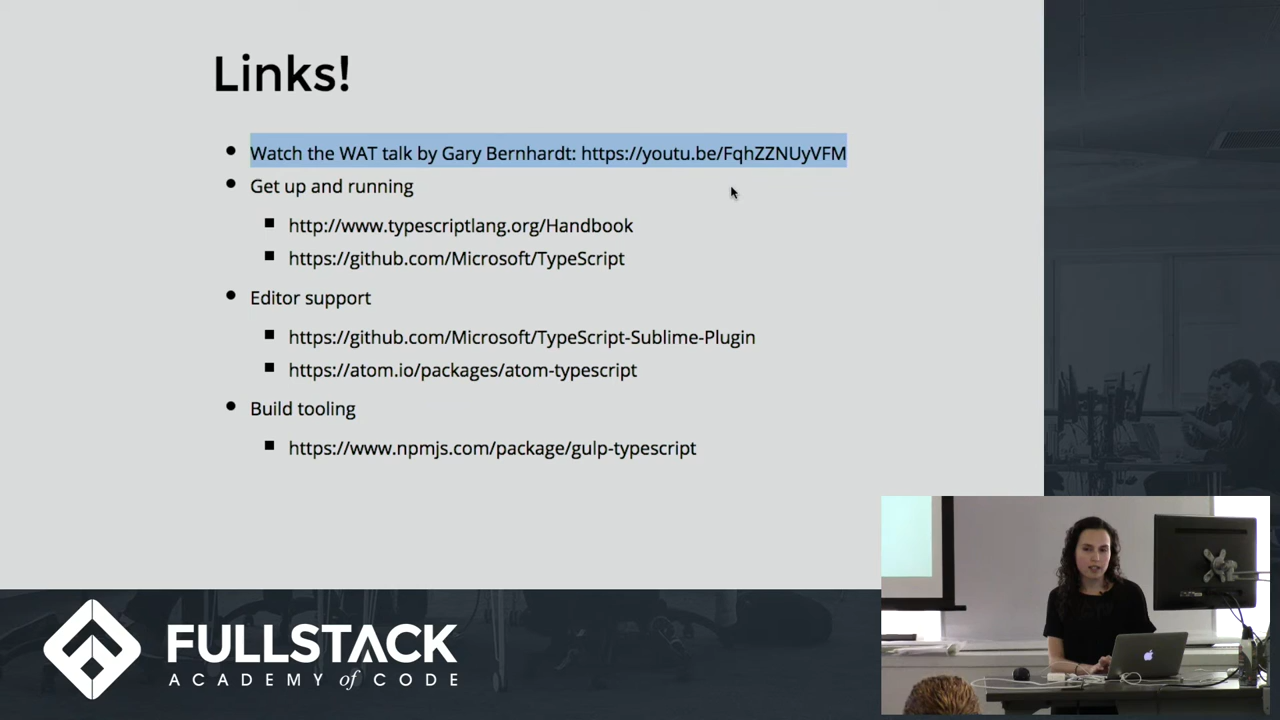 Links!
Watch the WAT talk by Gary Bernhardt: https://youtu.be/FqhZZNUyVFM
Get up and running
http://www.typescriptlang.org/Handbook
https://github.com/Microsoft/TypeScript
Editor support
https://github.com/Microsoft/TypeScript-Sublime-Plugin
https://atom.io/packages/atom-typescript
Build tooling
https://www.npmjs.com/package/gulp-typescript
FULLSTACK
ACADEMY of CODE